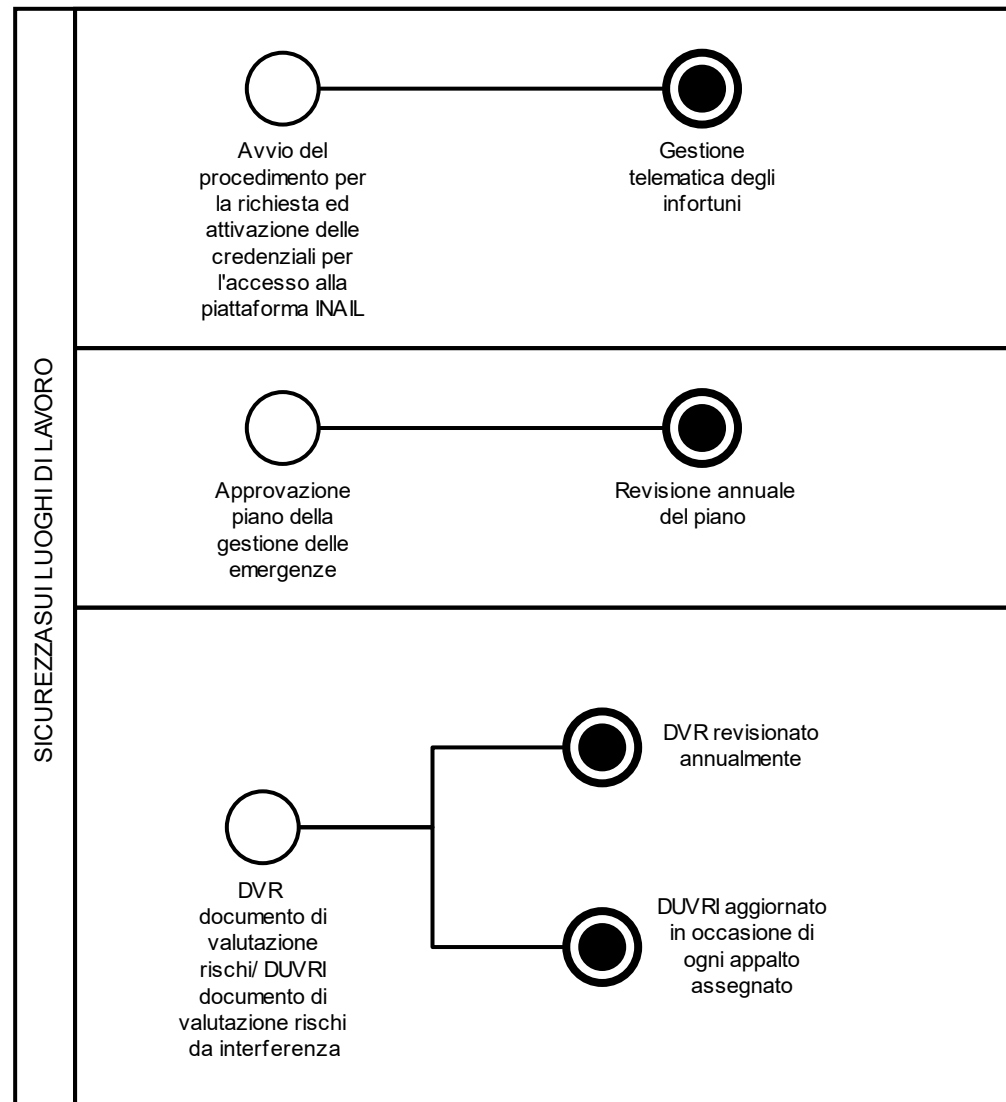 SICUREZZASUI LUOGHI DI LAVORO
Avvio del
procedimento per
la richiesta ed
attivazione delle
credenziali per
l'accesso alla
piattaforma INAIL
Gestione
telematica degli
infortuni
Approvazione
piano della
gestione delle
emergenze
Revisione annuale
del piano
DVR
documento di
valutazione
rischi/ DUVRI
documento di
valutazione rischi
da interferenza
DVR revisionato
annualmente
DUVRI aggiornato
in occasione di
ogni appalto
assegnato